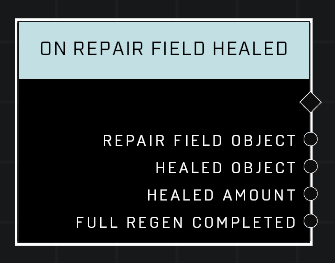 ON REPAIR FIELD HEALED
REPAIR FIELD OBJECT
HEALED OBJECT
HEALED AMOUNT
FULL REGEN COMPLETED